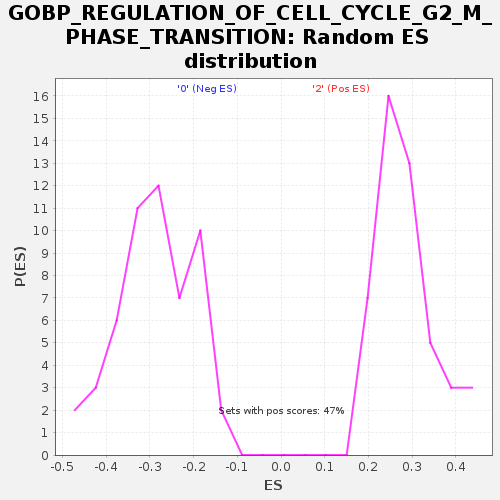 GOBP_REGULATION_OF_CELL_CYCLE_G2_M_
PHASE_TRANSITION: Random ES
distribution
'0' (Neg ES) '2' (Pos ES)
16
15
14
13
12
11
10
9
8
7
6
5
4
3
2
1
0
P(ES)
Sets with pos scores: 47%
-0.5 -0.4 -0.3 -0.2 -0.1 0.0 0.1 0.2 0.3 0.4
ES